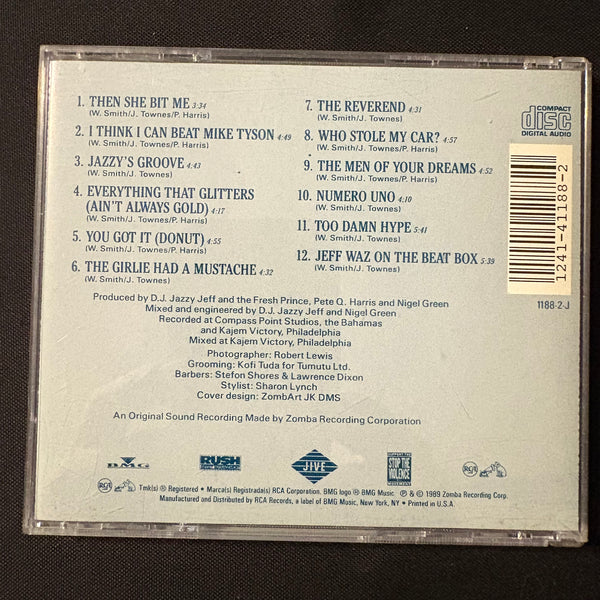 1. THEN SHE BIT ME 3:34
(W. Smith/J. Townes/P. Harris)
2. I THINK I CAN BEAT MIKE TYSON 4:49
(W. Smith/J. Townes/P. Harris)
3. JAZZY'S GROOVE 4:43
(W. Smith/J. Townes)
4. EVERYTHING THAT GLITTERS
(AIN'T ALWAYS GOLD) 4:17
(W. Smith/J. Townes/P. Harris)
5. YOU GOT IT (DONUT) 4:55
(W. Smith/J. Townes/P. Harris)
6. THE GIRLIE HAD A MUSTACHE 4:32
(W. Smith/J. Townes)
7. THE REVEREND 4:31
(W. Smith/J. Townes/P. Harris)
8. WHO STOLE MY CAR? 4:57
(W. Smith/J. Townes/P. Harris)
9. THE MEN OF YOUR DREAMS 4:52
(W. Smith/J. Townes/P. Harris)
10. NUMERO UNO 4:10
(W. Smith/J. Townes/P. Harris)
11. TOO DAMN HYPE 5:41
(W. Smith/J. Townes/P. Harris)
12. JEFF WAZ ON THE BEAT BOX 5:39
(W. Smith/J. Townes)
COMPACT
disc
DIGITAL AUDIO
1241-41188-2
1188-2-J
Produced by D.J. Jazzy Jeff and the Fresh Prince, Pete Q. Harris and Nigel Green
Mixed and engineered by D.J. Jazzy Jeff and Nigel Green
Recorded at Compass Point Studios, the Bahamas
and Kajem Victory, Philadelphia
Mixed at Kajem Victory, Philadelphia
Photographer: Robert Lewis
Grooming: Kofi Tuda for Tumutu Ltd.
Barbers: Stefon Shores & Lawrence Dixon
Stylist: Sharon Lynch
Cover design: ZombArt JK DMS
An Original Sound Recording Made by Zomba Recording Corporation
BMG
RUSH
JIVE
STOP THE
VIOLENCE
RCA
RCA
Tmk(s) ® Registered • Marca(s) Registrada(s) RCA Corporation. BMG logo ® BMG Music. ℗ & © 1989 Zomba Recording Corp.
Manufactured and Distributed by RCA Records, a label of BMG Music, New York, NY • Printed in U.S.A